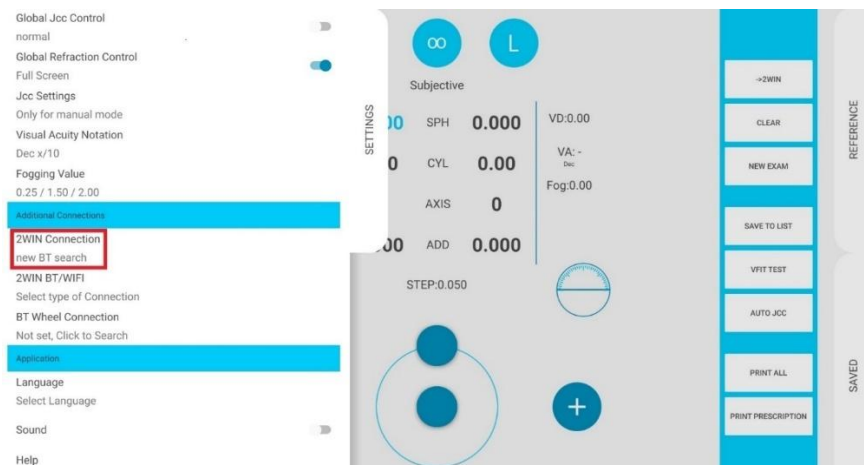 Global Jcc Control
normal
Global Refraction Control
Full Screen
Jcc Settings
Only for manual mode
Visual Acuity Notation
Dec x/10
Fogging Value
0.25 / 1.50 / 2.00
Additional Connections
2WIN Connection
new BT search
2WIN BT/WIFI
Select type of Connection
BT Wheel Connection
Not set, Click to Search
Application
Language
Select Language
Sound
Help
SETTINGS
∞ L
Subjective
00 SPH 0.000 VD:0.00
0 CYL 0.00 VA: -
Dec
Fog:0.00
AXIS 0
00 ADD 0.000
STEP:0.050
+
->2WIN
CLEAR
NEW EXAM
SAVE TO LIST
VFIT TEST
AUTO JCC
PRINT ALL
PRINT PRESCRIPTION
REFERENCE
SAVED